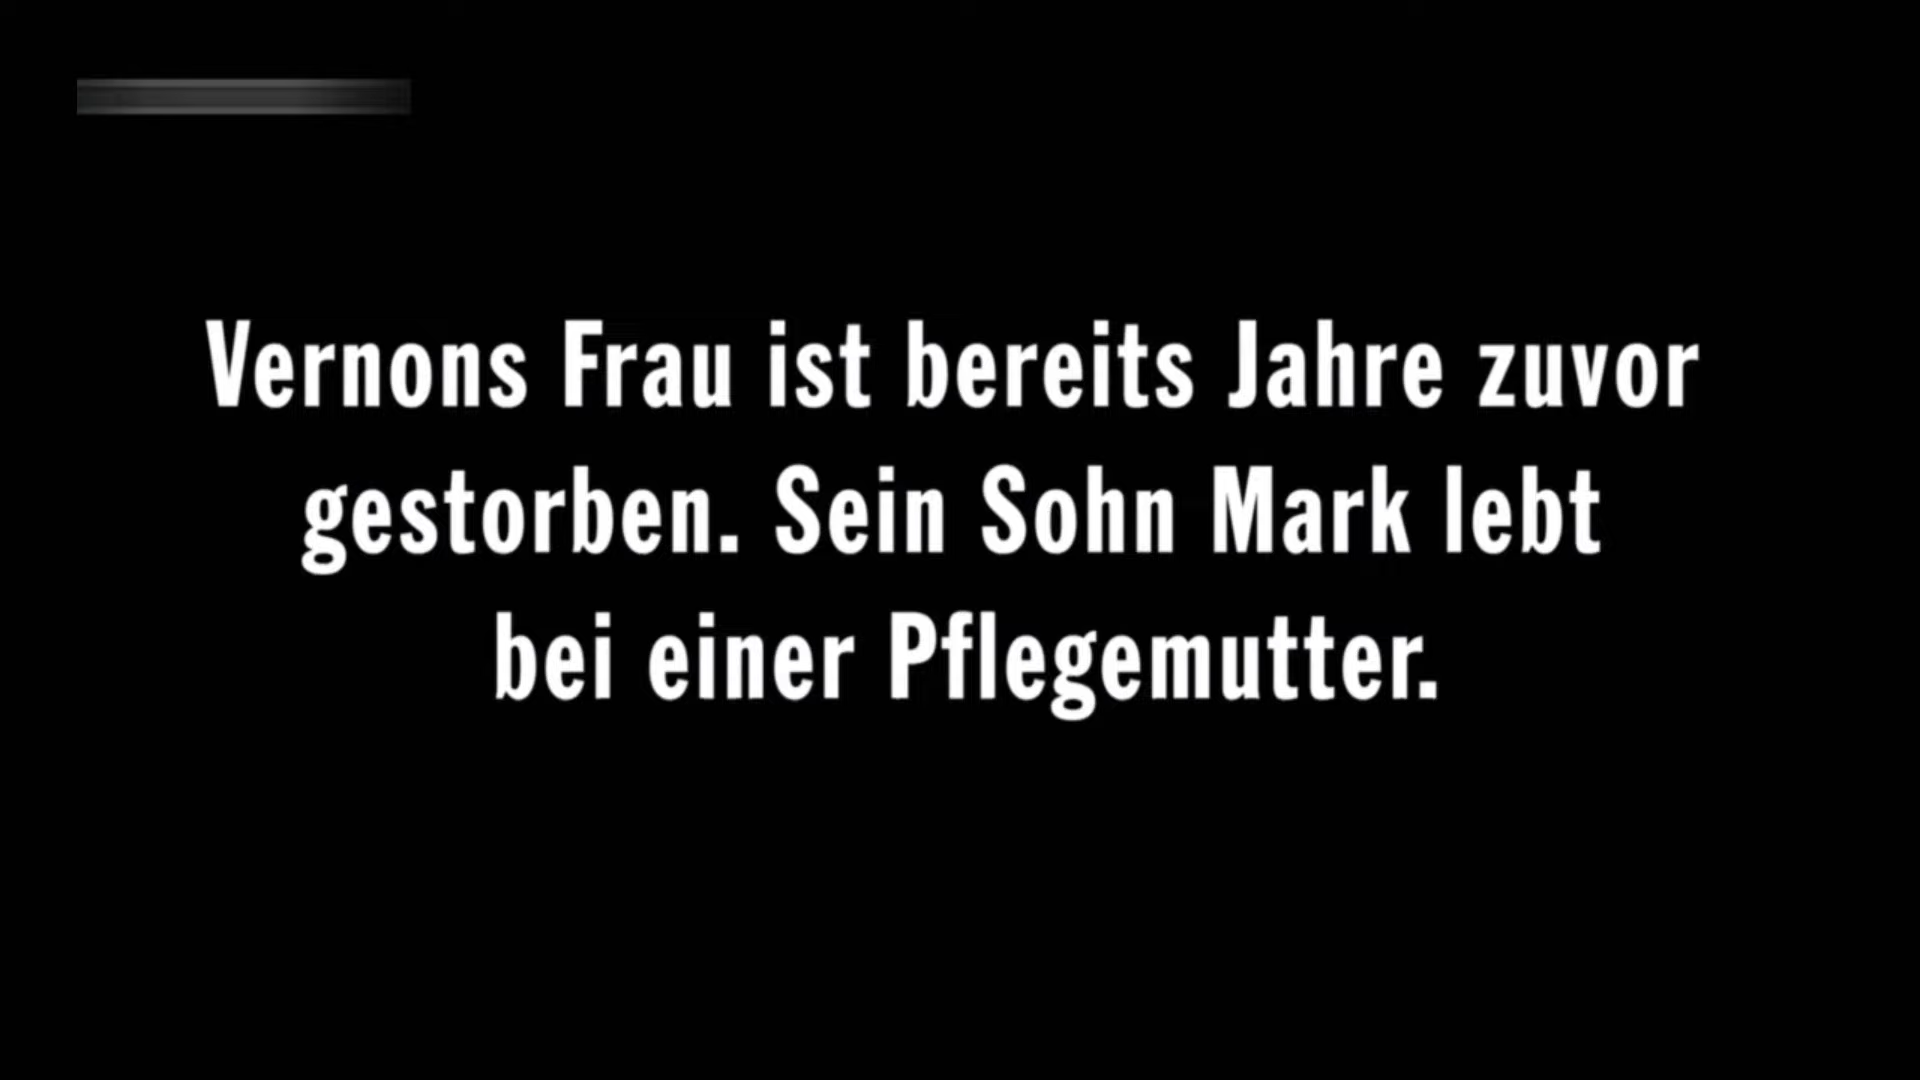 Vernons Frau ist bereits Jahre zuvor
gestorben. Sein Sohn Mark lebt
bei einer Pflegemutter.